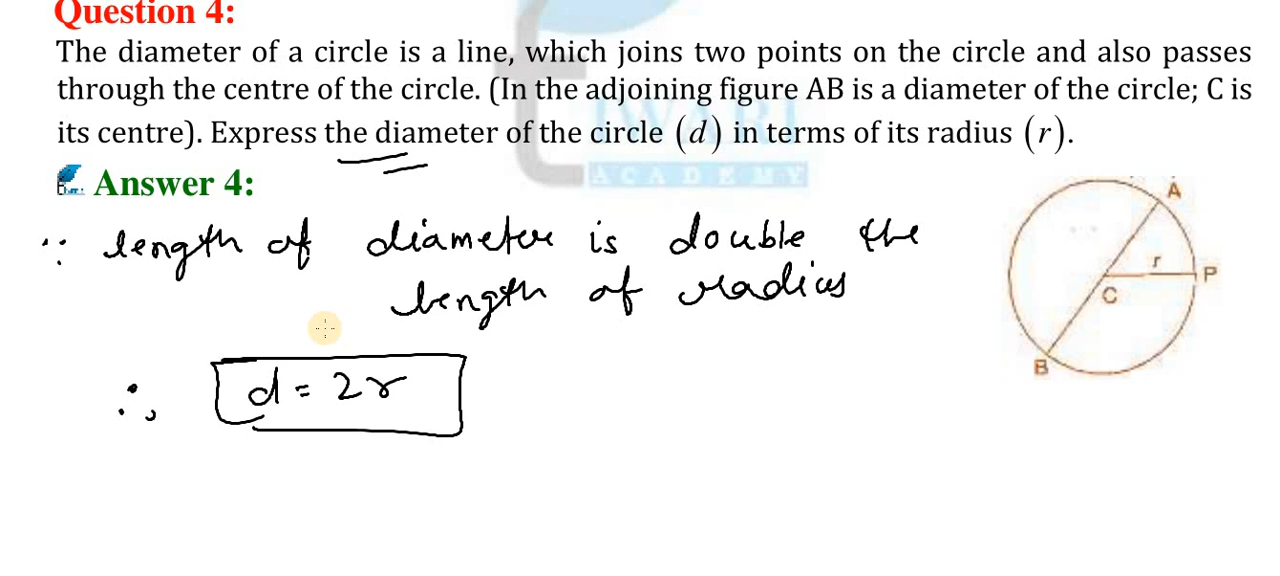 Question 4:
The diameter of a circle is a line, which joins two points on the circle and also passes
through the centre of the circle. (In the adjoining figure AB is a diameter of the circle; C is
its centre). Express the diameter of the circle (d) in terms of its radius (r).
Answer 4:
∵ length of diameter is double the
length of radius
∴ d = 2r
A
r
P
C
B
IWARI
ACADEMY